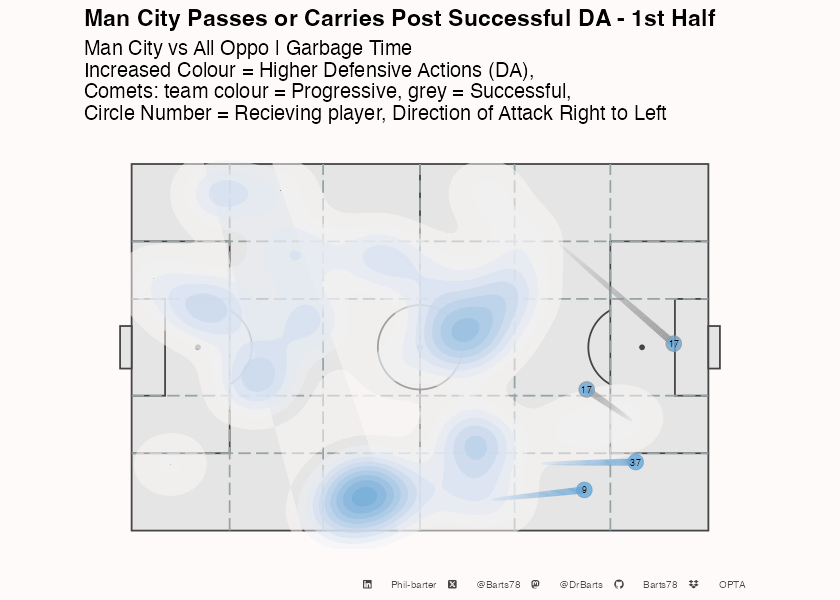 Man City Passes or Carries Post Successful DA - 1st Half
Man City vs All Oppo | Garbage Time
Increased Colour = Higher Defensive Actions (DA),
Comets: team colour = Progressive, grey = Successful,
Circle Number = Recieving player, Direction of Attack Right to Left
17
17
37
9
Phil-barter @Barts78 @DrBarts Barts78 OPTA